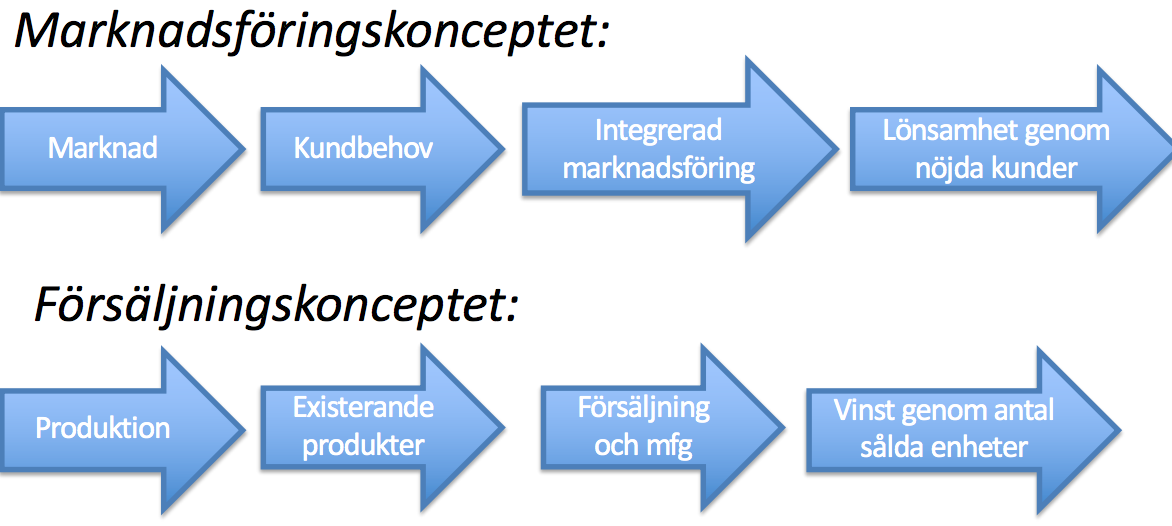 Marknadsföringskonceptet:
Marknad
Kundbehov
Integrerad
marknadsföring
Lönsamhet genom
nöjda kunder
Försäljningskonceptet:
Produktion
Existerande
produkter
Försäljning
och mfg
Vinst genom antal
sålda enheter